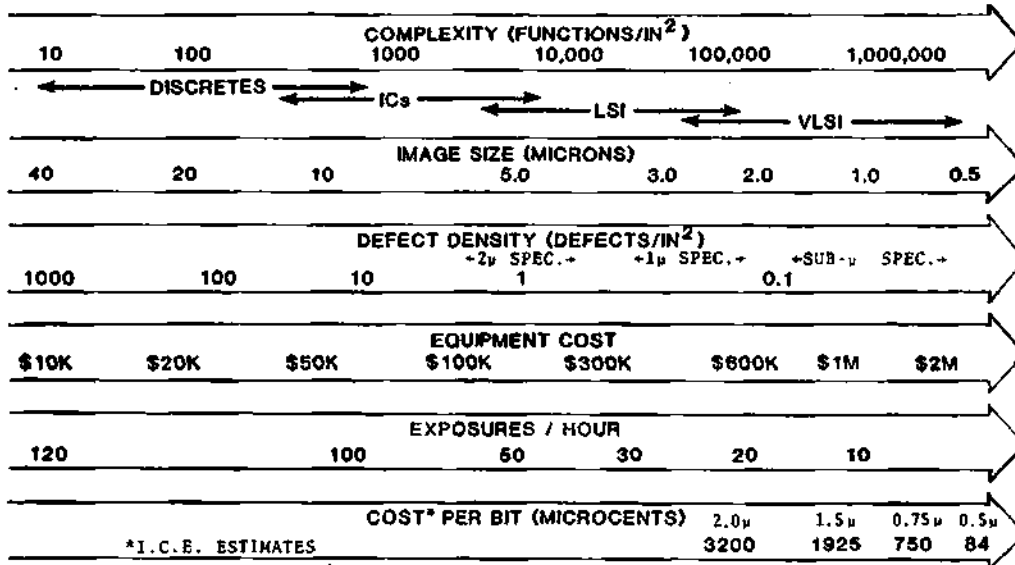 COMPLEXITY (FUNCTIONS/IN²)
10 100 1000 10,000 100,000 1,000,000
DISCRETES
ICs
LSI
VLSI
IMAGE SIZE (MICRONS)
40 20 10 5.0 3.0 2.0 1.0 0.5
DEFECT DENSITY (DEFECTS/IN²)
←2μ SPEC.→ ←1μ SPEC.→ ←SUB-μ SPEC.→
1000 100 10 1 0.1
EQUIPMENT COST
$10K $20K $50K $100K $300K $600K $1M $2M
EXPOSURES / HOUR
120 100 50 30 20 10
COST* PER BIT (MICROCENTS) 2.0μ 1.5μ 0.75μ 0.5μ
*I.C.E. ESTIMATES 3200 1925 750 84